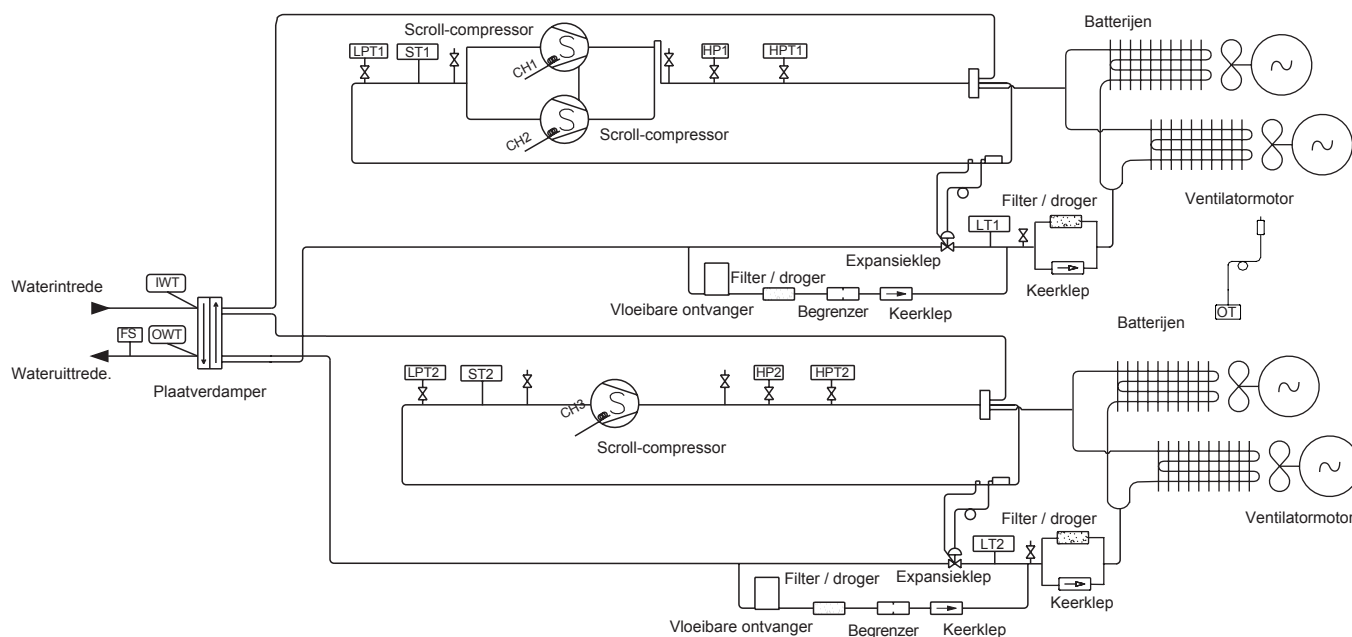 Batterijen
Scroll-compressor
LPT1
ST1
HP1
HPT1
CH1
CH2
Scroll-compressor
Ventilatormotor
Filter / droger
LT1
Expansieklep
Keerklep
Filter / droger
Vloeibare ontvanger
Begrenzer
Keerklep
OT
IWT
Waterintrede
FS
OWT
Wateruittrede.
Plaatverdamper
Batterijen
LPT2
ST2
HP2
HPT2
CH3
Scroll-compressor
Ventilatormotor
Filter / droger
LT2
Expansieklep
Keerklep
Filter / droger
Vloeibare ontvanger
Begrenzer
Keerklep